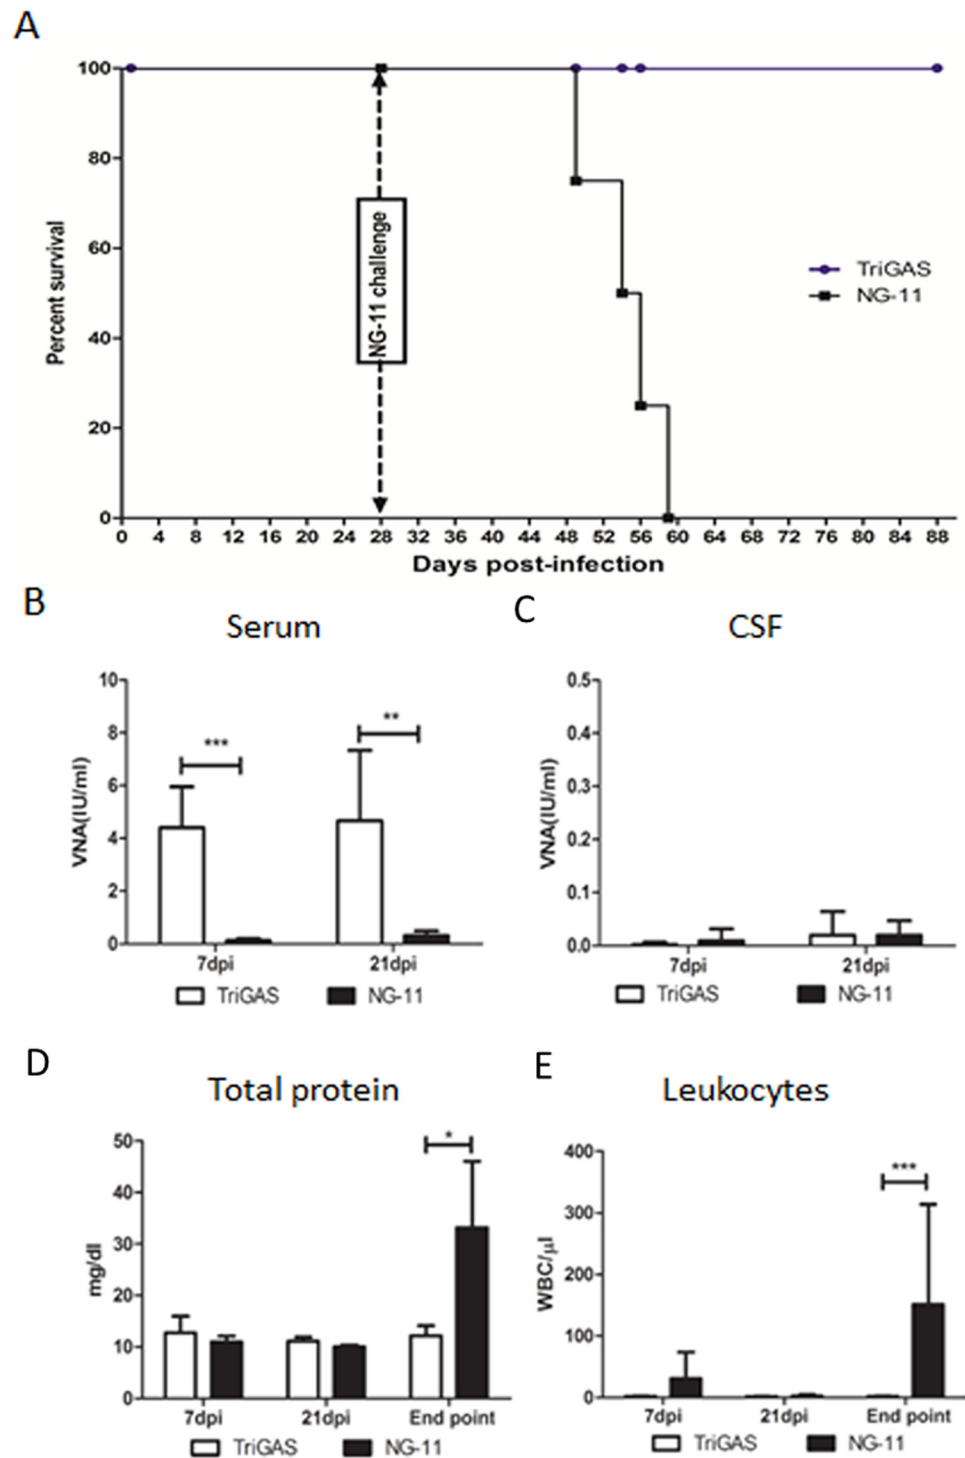 A
100
80
60
40
20
0
Percent survival
NG-11 challenge
TriGAS
NG-11
0 4 8 12 16 20 24 28 32 36 40 44 48 52 56 60 64 68 72 76 80 84 88
Days post-infection
B
Serum
10
8
6
4
2
0
VNA(IU/ml)
***
**
7dpi 21dpi
TriGAS NG-11
C
CSF
0.5
0.4
0.3
0.2
0.1
0.0
VNA(IU/ml)
7dpi 21dpi
TriGAS NG-11
D
Total protein
50
40
30
20
10
0
mg/dl
*
7dpi 21dpi End point
TriGAS NG-11
E
Leukocytes
400
300
200
100
0
WBC/µl
***
7dpi 21dpi End point
TriGAS NG-11